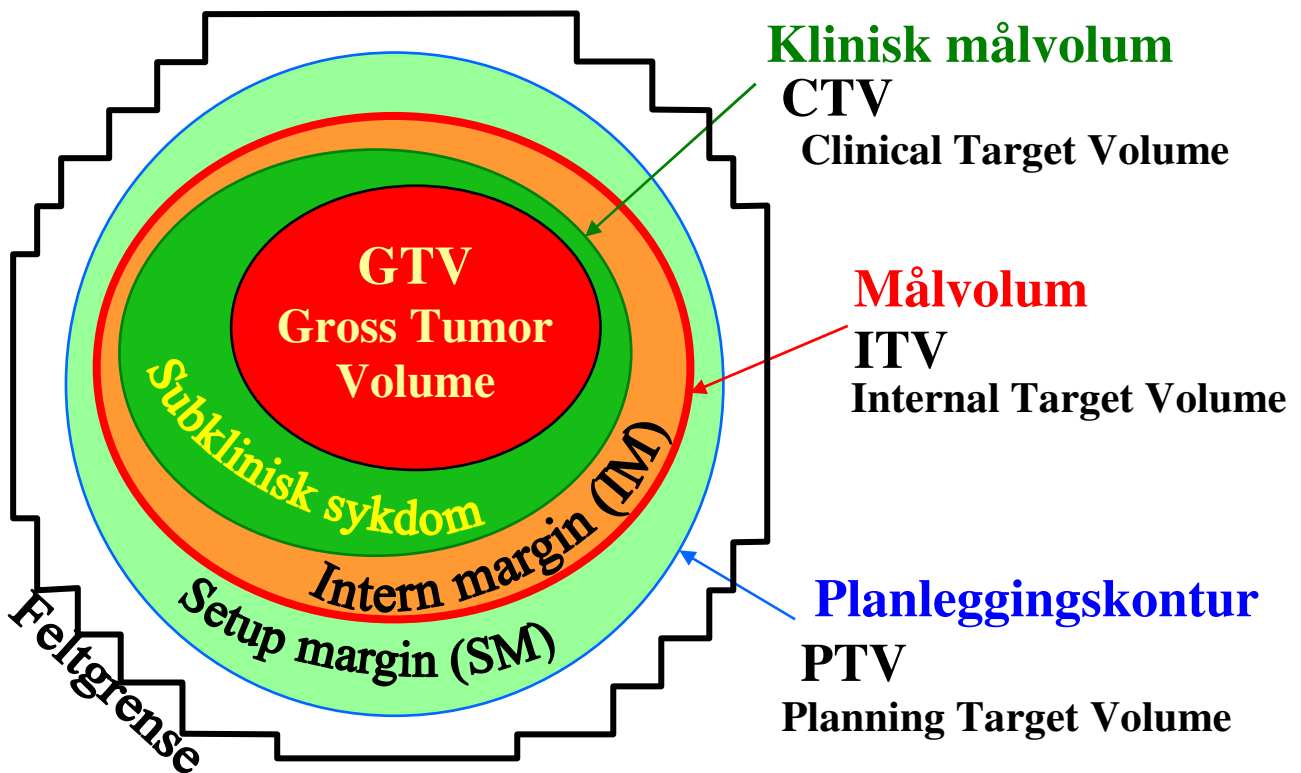 Klinisk målvolum
CTV
Clinical Target Volume
GTV
Gross Tumor
Volume
Målvolum
ITV
Internal Target Volume
Subklinisk sykdom
Intern margin (IM)
Setup margin (SM)
Feltgrense
Planleggingskontur
PTV
Planning Target Volume